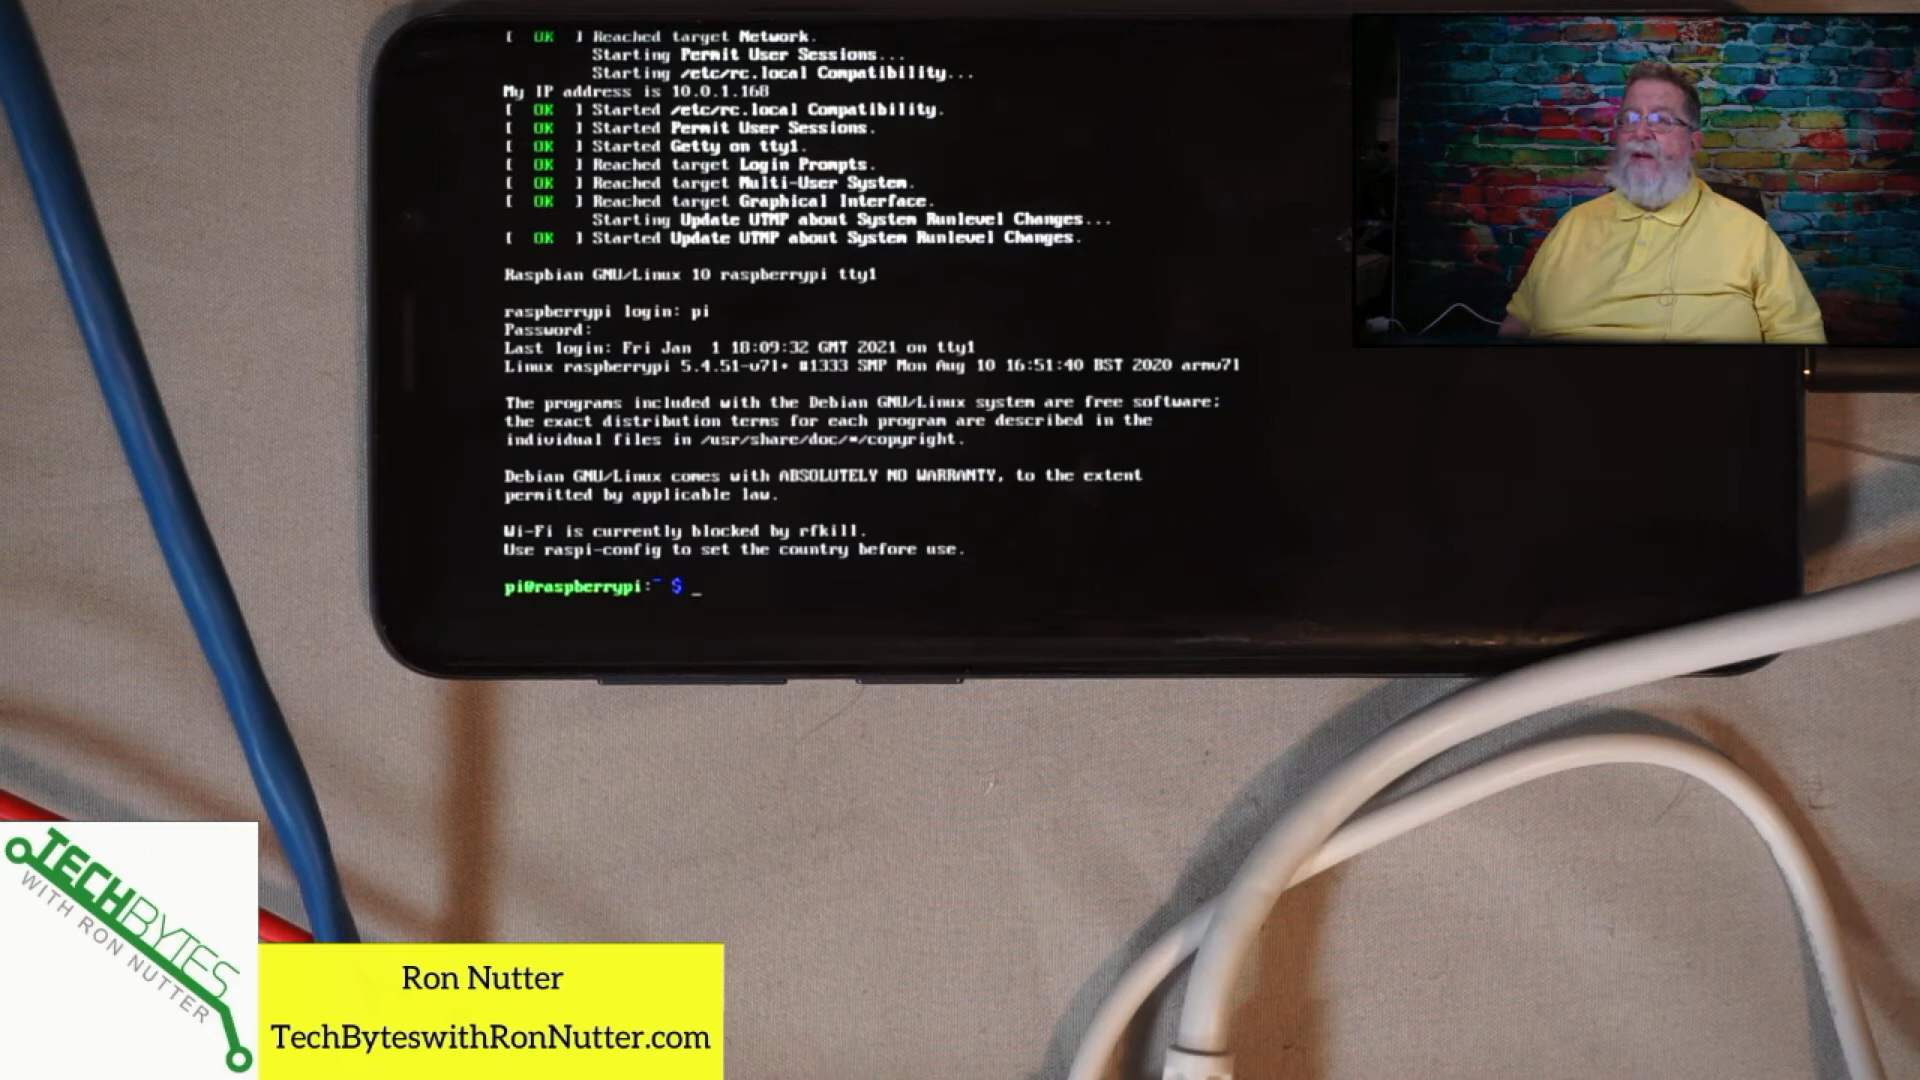 [ OK ] Reached target Network.
Starting Permit User Sessions...
Starting /etc/rc.local Compatibility...
My IP address is 10.0.1.168
[ OK ] Started /etc/rc.local Compatibility.
[ OK ] Started Permit User Sessions.
[ OK ] Started Getty on tty1.
[ OK ] Reached target Login Prompts.
[ OK ] Reached target Multi-User System.
[ OK ] Reached target Graphical Interface.
Starting Update UTMP about System Runlevel Changes...
[ OK ] Started Update UTMP about System Runlevel Changes.
Raspbian GNU/Linux 10 raspberrypi tty1
raspberrypi login: pi
Password:
Last login: Fri Jan 1 18:09:32 GMT 2021 on tty1
Linux raspberrypi 5.4.51-v7l+ #1333 SMP Mon Aug 10 16:51:40 BST 2020 armv7l
The programs included with the Debian GNU/Linux system are free software;
the exact distribution terms for each program are described in the
individual files in /usr/share/doc/*/copyright.
Debian GNU/Linux comes with ABSOLUTELY NO WARRANTY, to the extent
permitted by applicable law.
Wi-Fi is currently blocked by rfkill.
Use raspi-config to set the country before use.
pi@raspberrypi:~ $ _
TECHBYTES
WITH RON NUTTER
Ron Nutter
TechByteswithRonNutter.com